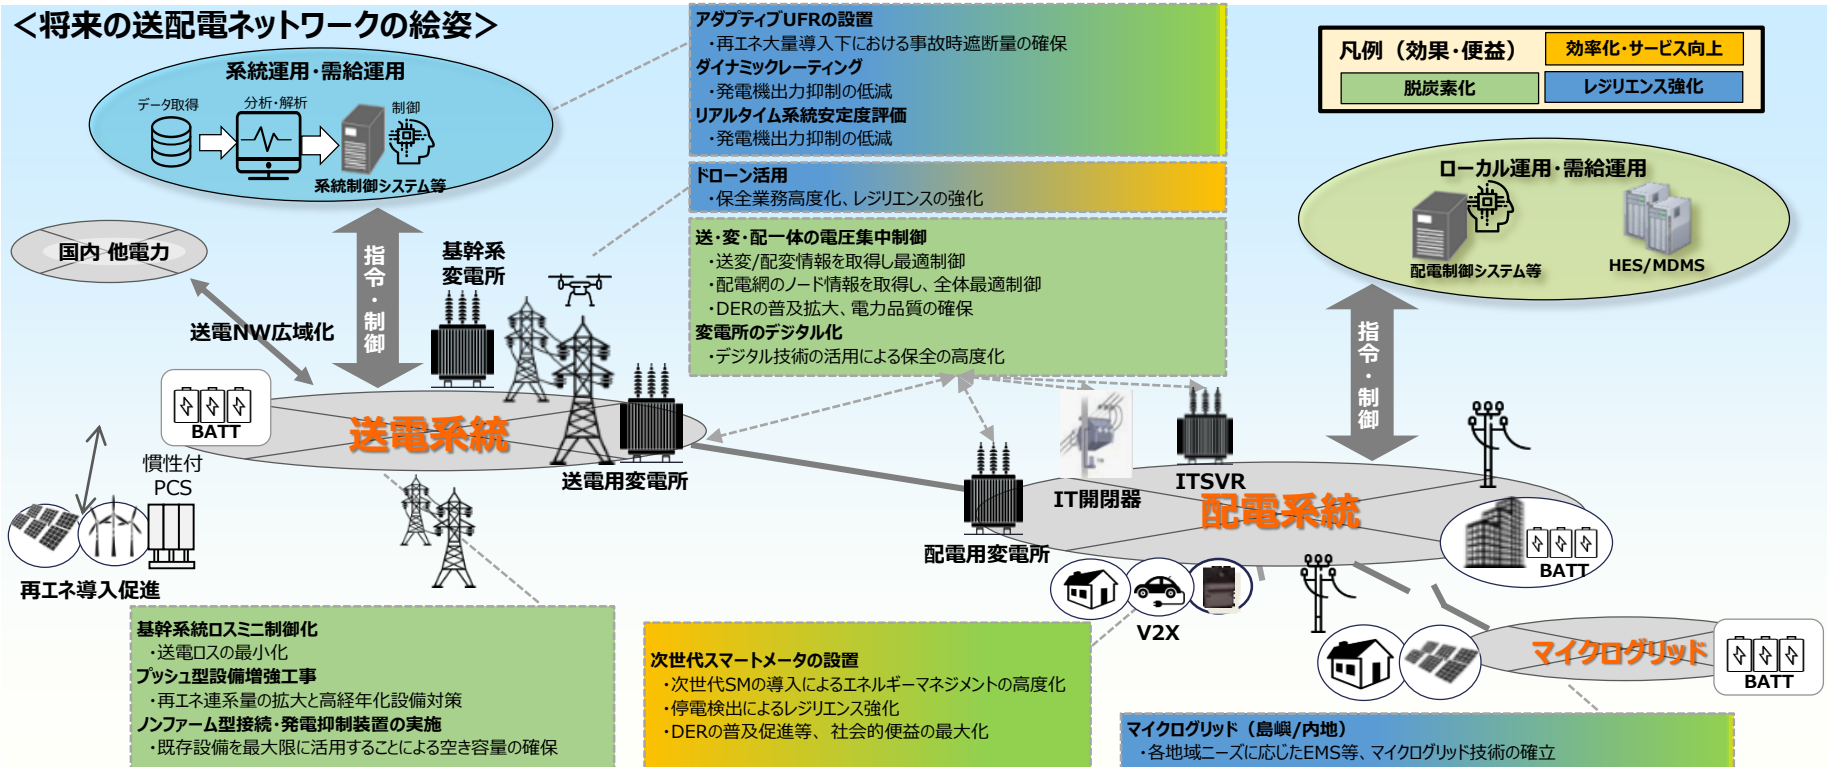 ＜将来の送配電ネットワークの絵姿＞
系統運用・需給運用
データ取得
分析・解析
制御
系統制御システム等
アダプティブUFRの設置
・再エネ大量導入下における事故時遮断量の確保
ダイナミックレーティング
・発電機出力抑制の低減
リアルタイム系統安定度評価
・発電機出力抑制の低減
ドローン活用
・保全業務高度化、レジリエンスの強化
送・変・配一体の電圧集中制御
・送変/配変情報を取得し最適制御
・配電網のノード情報を取得し、全体最適制御
・DERの普及拡大、電力品質の確保
変電所のデジタル化
・デジタル技術の活用による保全の高度化
凡例（効果・便益）
効率化・サービス向上
脱炭素化
レジリエンス強化
ローカル運用・需給運用
配電制御システム等
HES/MDMS
国内 他電力
送電NW広域化
指令・制御
基幹系
変電所
指令・制御
BATT
送電系統
送電用変電所
慣性付
PCS
再エネ導入促進
配電用変電所
IT開閉器
ITSVR
配電系統
BATT
V2X
マイクログリッド
BATT
基幹系統ロスミニ制御化
・送電ロスの最小化
プッシュ型設備増強工事
・再エネ連系量の拡大と高経年化設備対策
ノンファーム型接続・発電抑制装置の実施
・既存設備を最大限に活用することによる空き容量の確保
次世代スマートメータの設置
・次世代SMの導入によるエネルギーマネジメントの高度化
・停電検出によるレジリエンス強化
・DERの普及促進等、社会的便益の最大化
マイクログリッド（島嶼/内地）
・各地域ニーズに応じたEMS等、マイクログリッド技術の確立